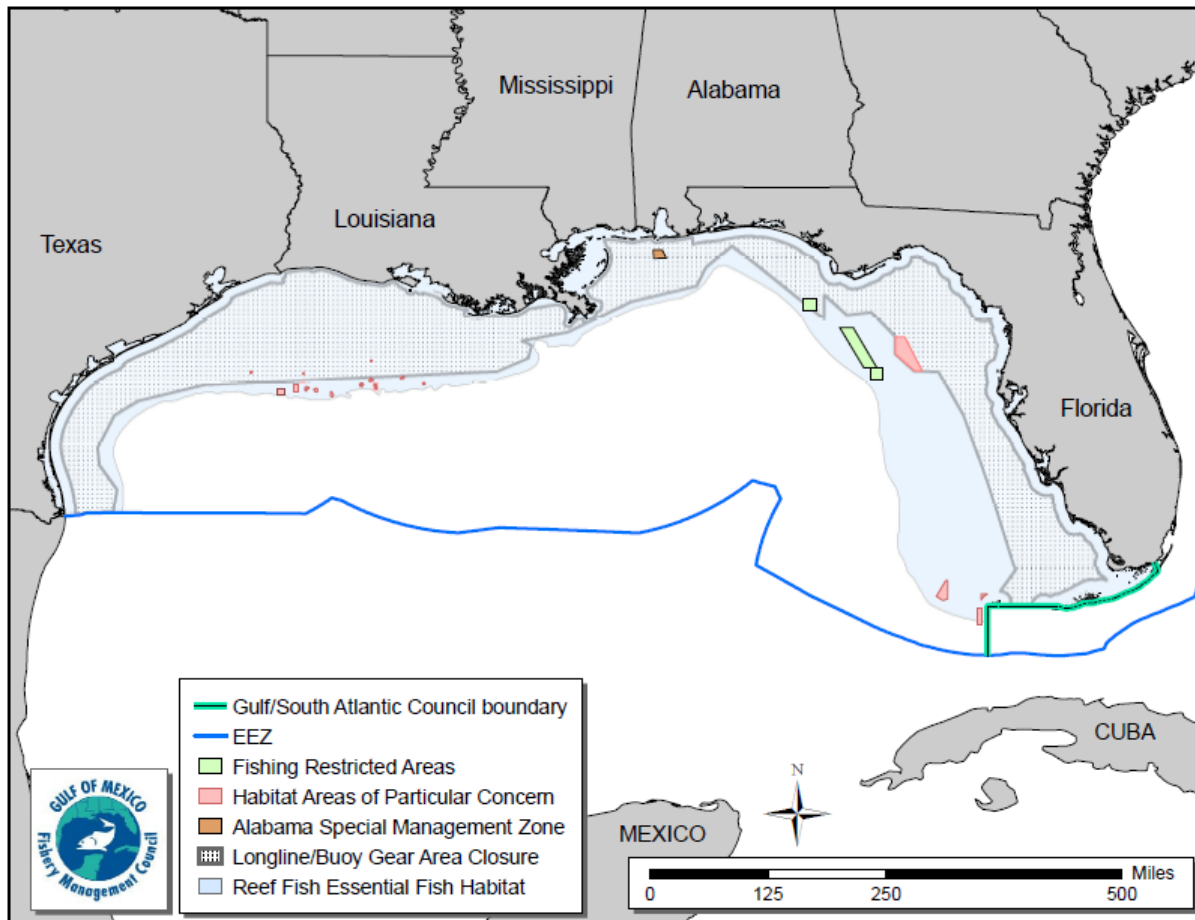 Mississippi
Alabama
Louisiana
Texas
Florida
Gulf/South Atlantic Council boundary
EEZ
Fishing Restricted Areas
Habitat Areas of Particular Concern
Alabama Special Management Zone
Longline/Buoy Gear Area Closure
Reef Fish Essential Fish Habitat
GULF OF MEXICO
Fishery Management Council
CUBA
N
MEXICO
Miles
0 125 250 500